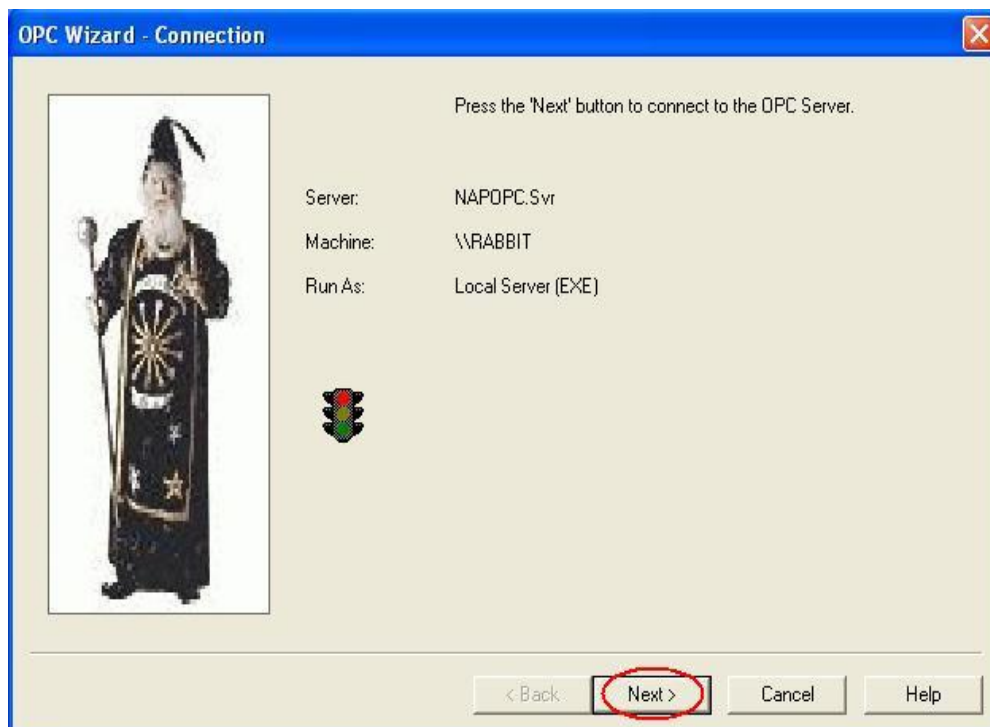 OPC Wizard - Connection
Press the 'Next' button to connect to the OPC Server.
Server: NAPOPC.Svr
Machine: \\RABBIT
Run As: Local Server (EXE)
< Back Next > Cancel Help